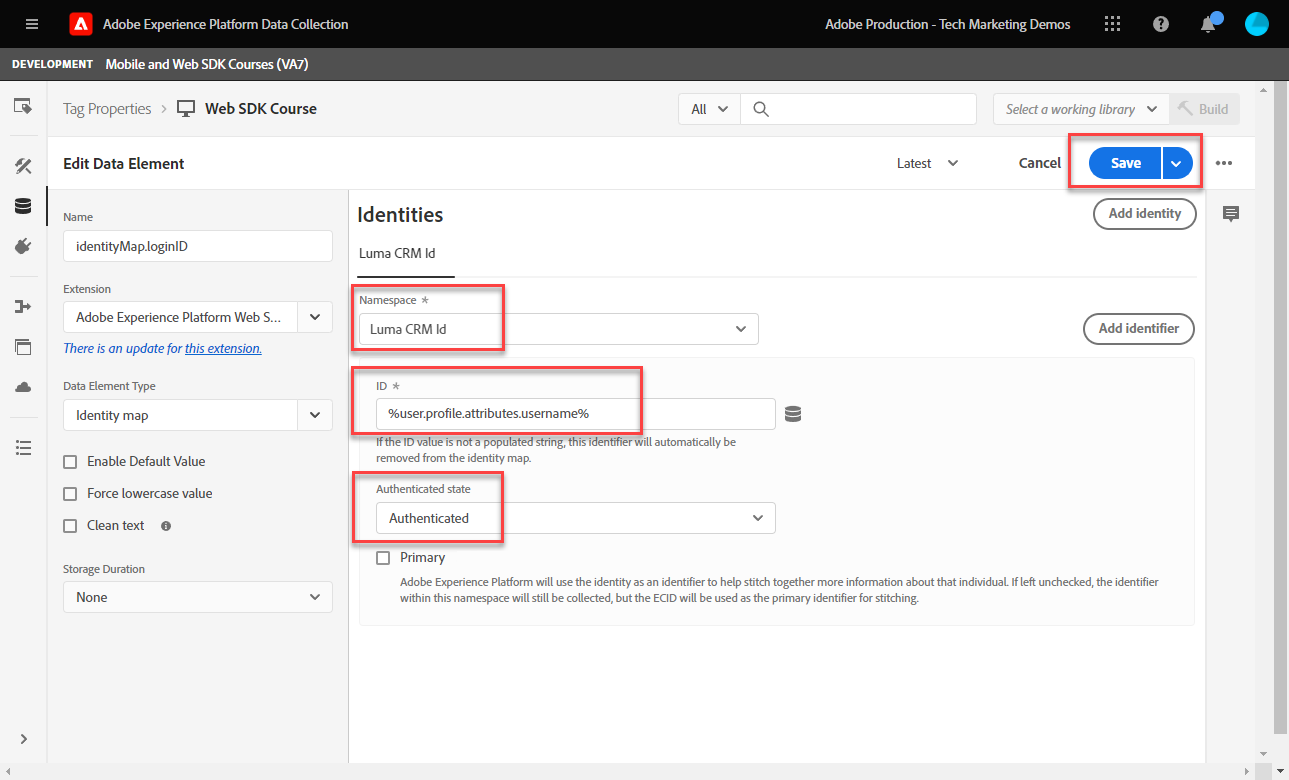 Adobe Experience Platform Data Collection
Adobe Production - Tech Marketing Demos
DEVELOPMENT Mobile and Web SDK Courses (VA7)
Tag Properties > Web SDK Course
All
Select a working library
Build
Edit Data Element
Latest
Cancel
Save
Name
identityMap.loginID
Extension
Adobe Experience Platform Web S...
There is an update for this extension.
Data Element Type
Identity map
Enable Default Value
Force lowercase value
Clean text
Storage Duration
None
Identities
Add identity
Luma CRM Id
Namespace *
Luma CRM Id
Add identifier
ID *
%user.profile.attributes.username%
If the ID value is not a populated string, this identifier will automatically be
removed from the identity map.
Authenticated state
Authenticated
Primary
Adobe Experience Platform will use the identity as an identifier to help stitch together more information about that individual. If left unchecked, the identifier
within this namespace will still be collected, but the ECID will be used as the primary identifier for stitching.